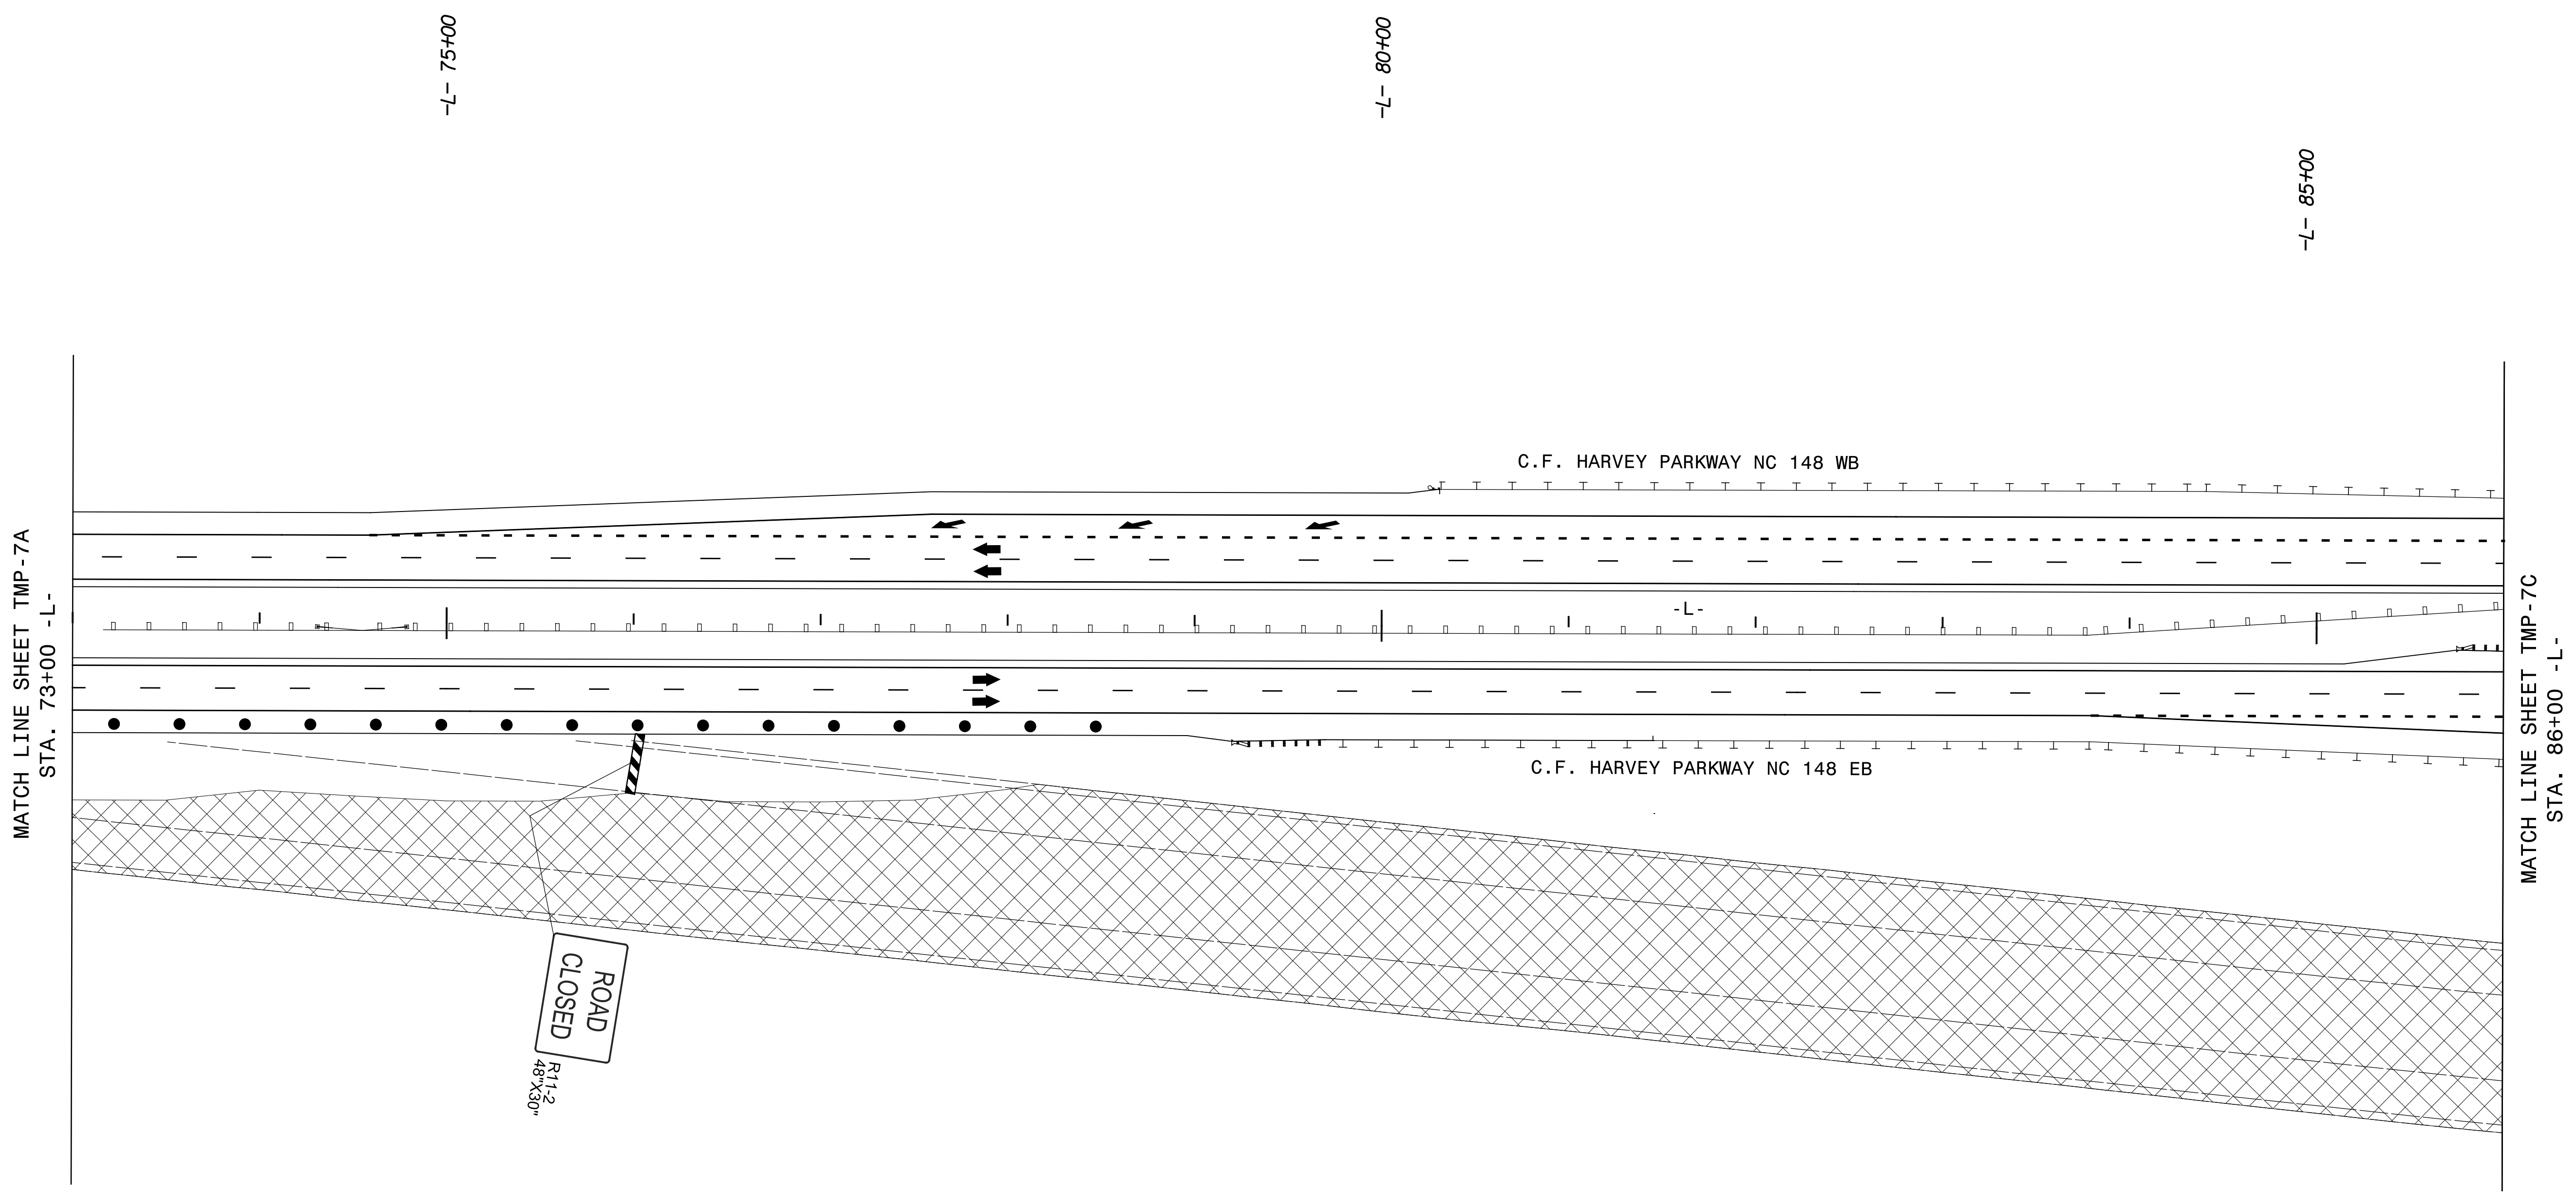 -L- 75+00
-L- 80+00
-L- 85+00
MATCH LINE SHEET TMP-7A
STA. 73+00 -L-
C.F. HARVEY PARKWAY NC 148 WB
-L-
C.F. HARVEY PARKWAY NC 148 EB
MATCH LINE SHEET TMP-7C
STA. 86+00 -L-
ROAD
CLOSED
R11-2
48"X30"